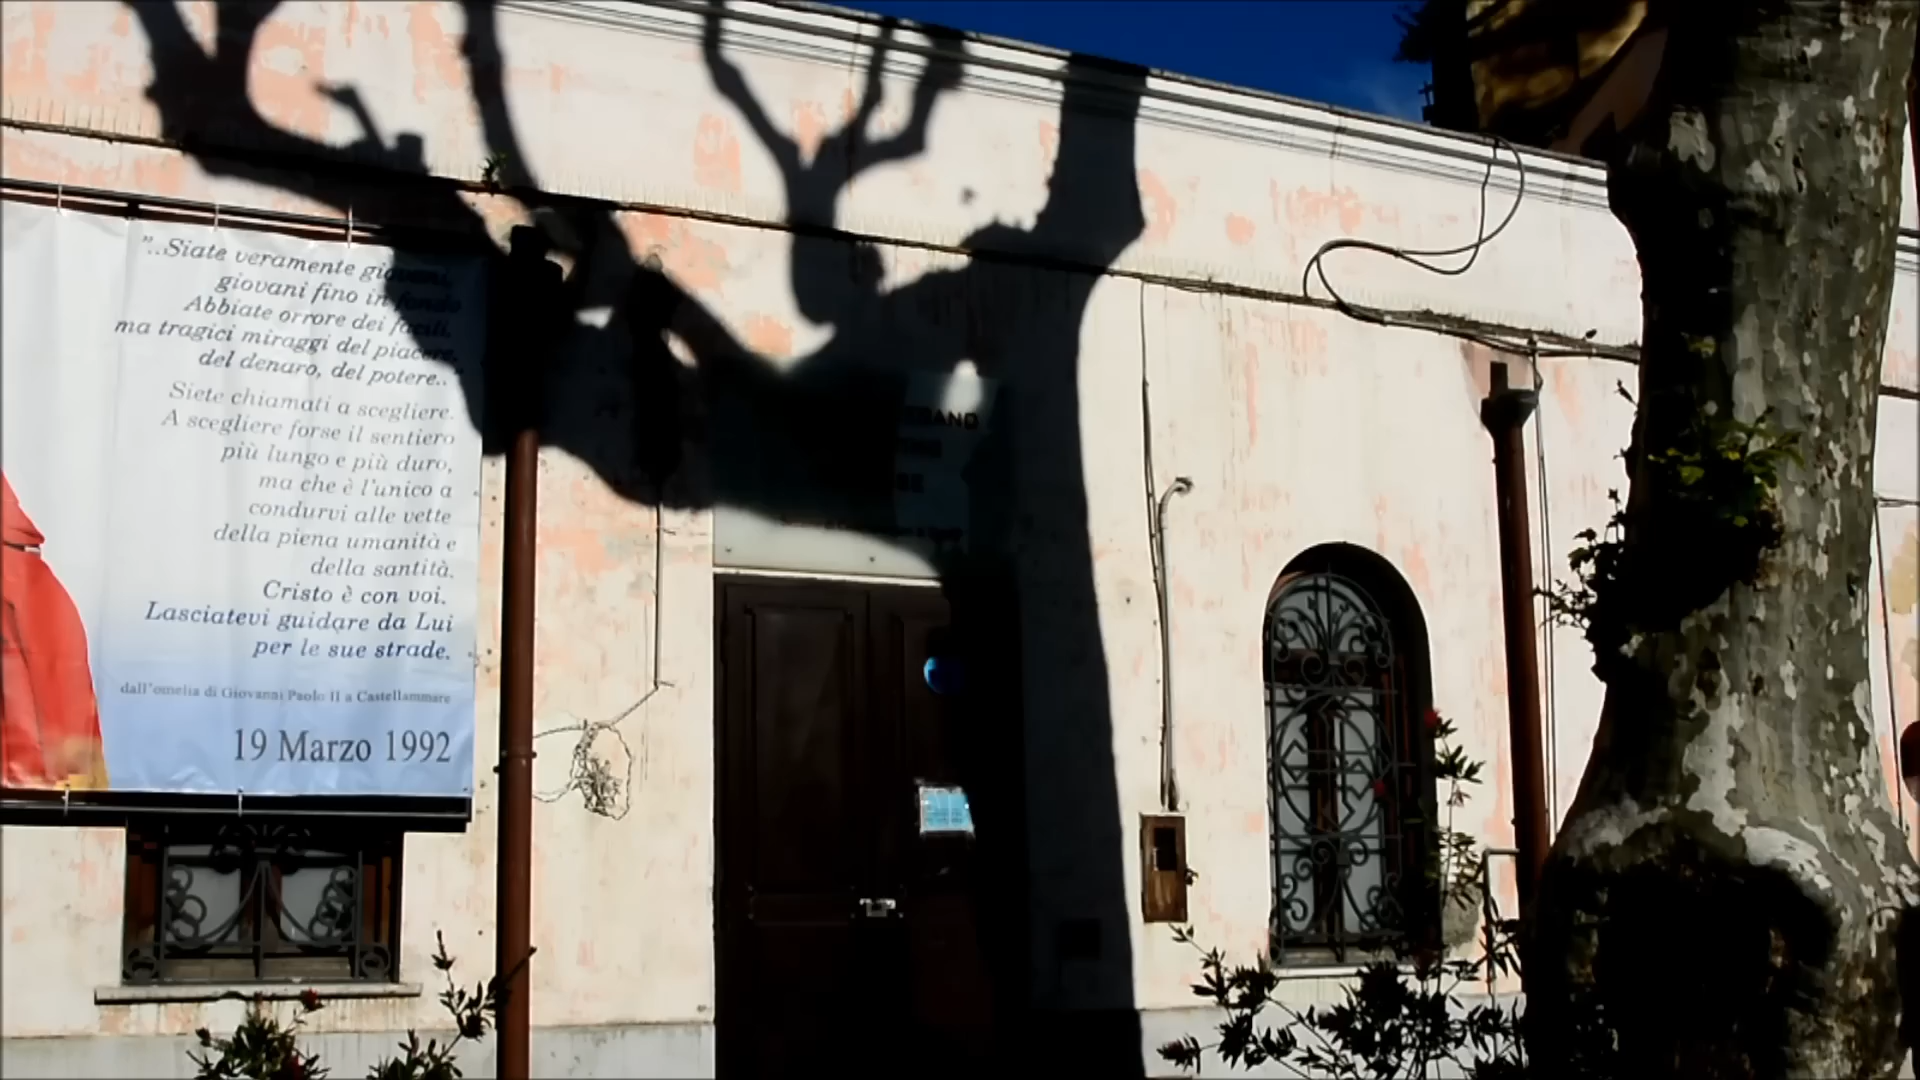 "..Siate veramente giovani,
giovani fino in fondo
Abbiate orrore dei facili,
ma tragici miraggi del piacere,
del denaro, del potere.."
Siete chiamati a scegliere.
A scegliere forse il sentiero
più lungo e più duro,
ma che è l'unico a
condurvi alle vette
della piena umanità e
della santità.
Cristo è con voi.
Lasciatevi guidare da Lui
per le sue strade.
dall'omelia di Giovanni Paolo II a Castellammare
19 Marzo 1992